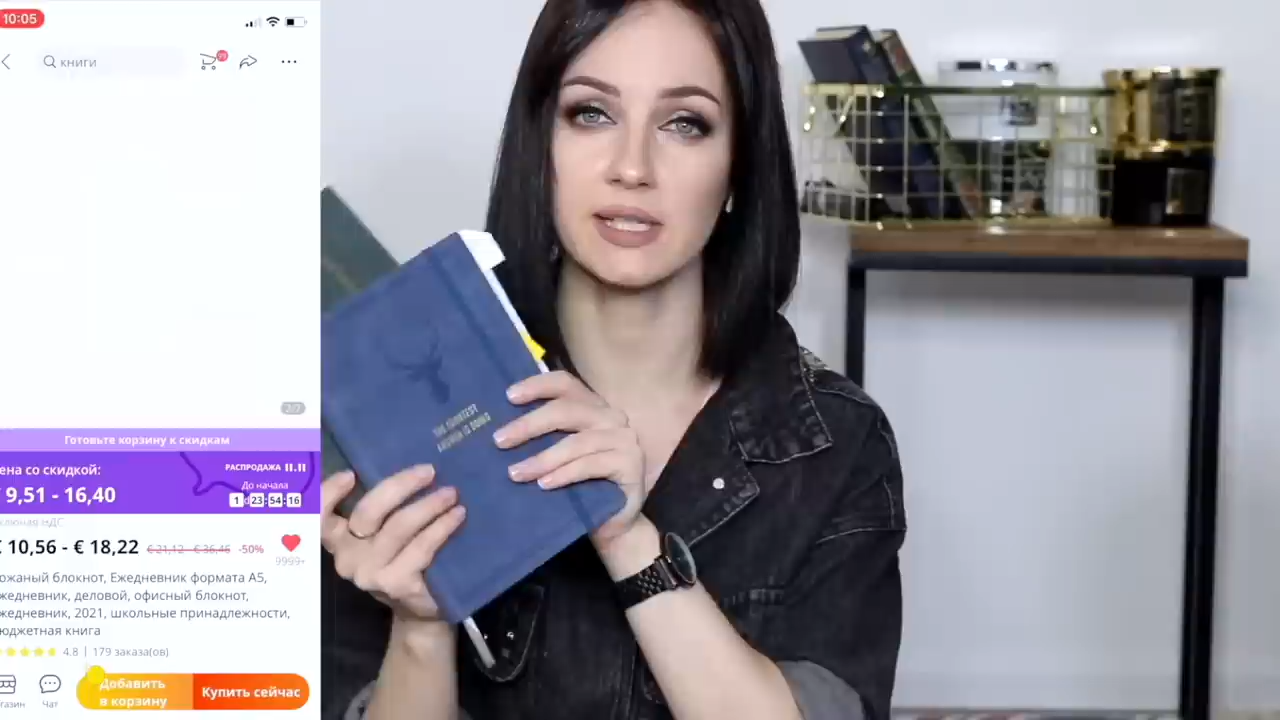 10:05
книги
2/7
Готовьте корзину к скидкам
ена со скидкой:
9,51 - 16,40
РАСПРОДАЖА 11.11
До начала
1 d 23:54:16
ключая НДС
€ 10,56 - € 18,22 € 21,12 - € 36,46 -50%
9999+
ожаный блокнот, Ежедневник формата А5,
жедневник, деловой, офисный блокнот,
жедневник, 2021, школьные принадлежности,
юджетная книга
4.8 | 179 заказа(ов)
газин
Чат
Добавить
в корзину
Купить сейчас
THE SHORTEST
ANSWER IS DOING